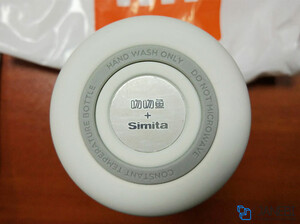 HAND WASH ONLY
DO NOT MICROWAVE
CONSTANT TEMPERATURE BOTTLE
+
Simita